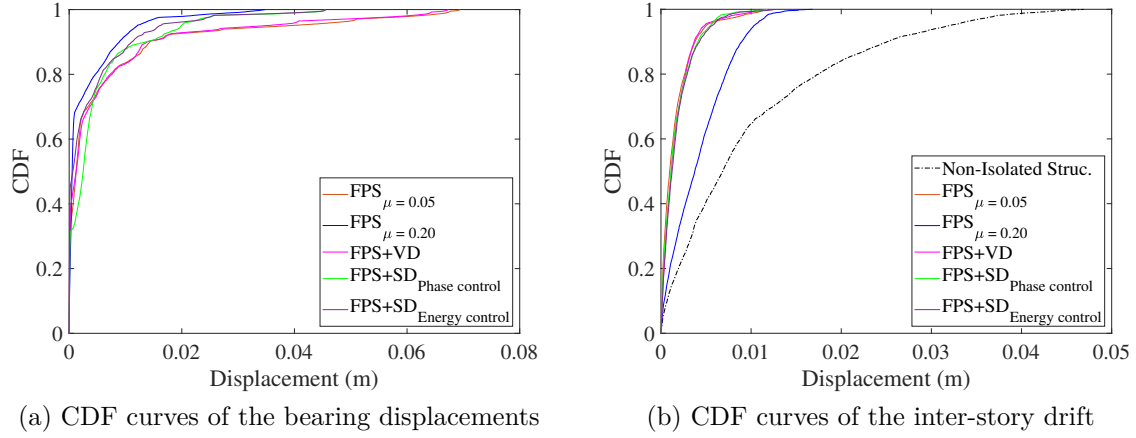 1
0.8
0.6
0.4
0.2
0
CDF
FPS μ = 0.05
FPS μ = 0.20
FPS+VD
FPS+SD Phase control
FPS+SD Energy control
0 0.02 0.04 0.06 0.08
Displacement (m)
(a) CDF curves of the bearing displacements
1
0.8
0.6
0.4
0.2
0
CDF
Non-Isolated Struc.
FPS μ = 0.05
FPS μ = 0.20
FPS+VD
FPS+SD Phase control
FPS+SD Energy control
0 0.01 0.02 0.03 0.04 0.05
Displacement (m)
(b) CDF curves of the inter-story drift